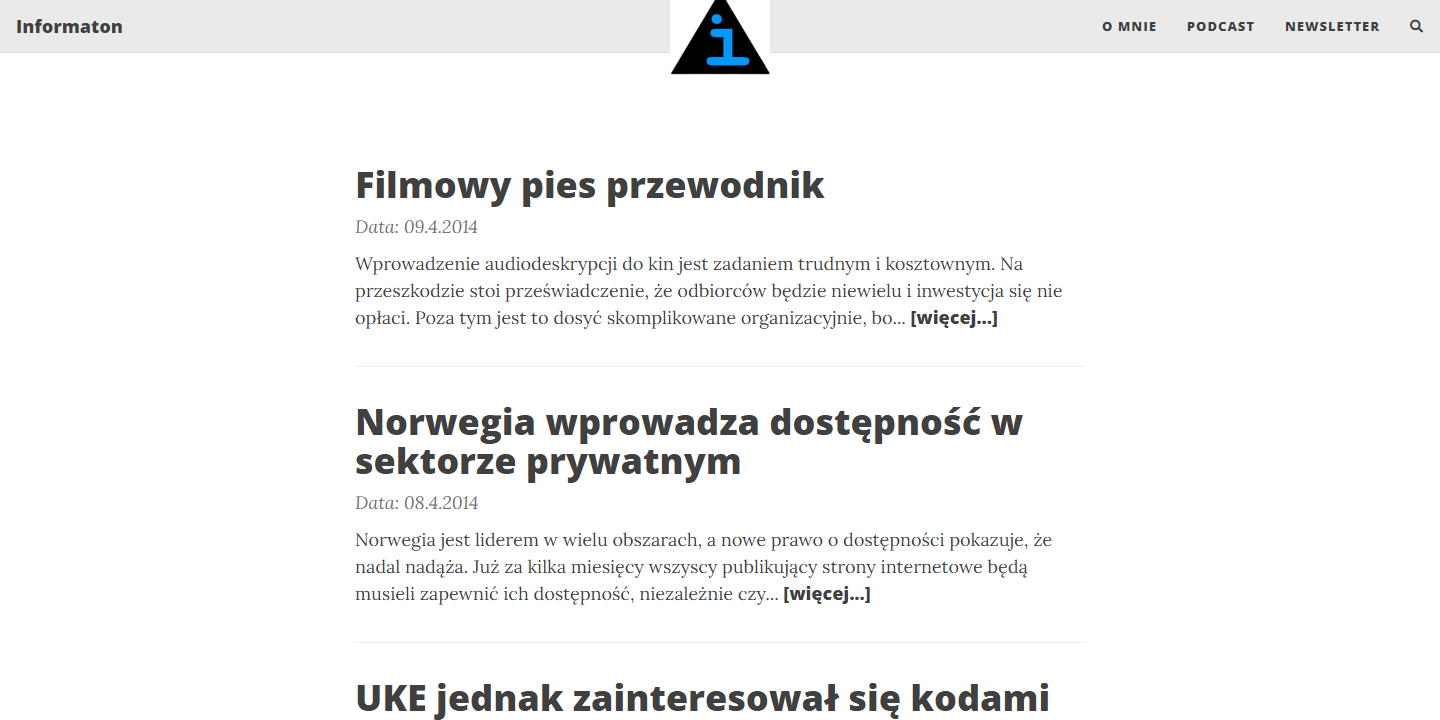 Informaton
i
O MNIE
PODCAST
NEWSLETTER
Filmowy pies przewodnik
Data: 09.4.2014
Wprowadzenie audiodeskrypcji do kin jest zadaniem trudnym i kosztownym. Na
przeszkodzie stoi przeświadczenie, że odbiorców będzie niewielu i inwestycja się nie
opłaci. Poza tym jest to dosyć skomplikowane organizacyjnie, bo... [więcej...]
Norwegia wprowadza dostępność w
sektorze prywatnym
Data: 08.4.2014
Norwegia jest liderem w wielu obszarach, a nowe prawo o dostępności pokazuje, że
nadal nadąża. Już za kilka miesięcy wszyscy publikujący strony internetowe będą
musieli zapewnić ich dostępność, niezależnie czy... [więcej...]
UKE jednak zainteresował się kodami